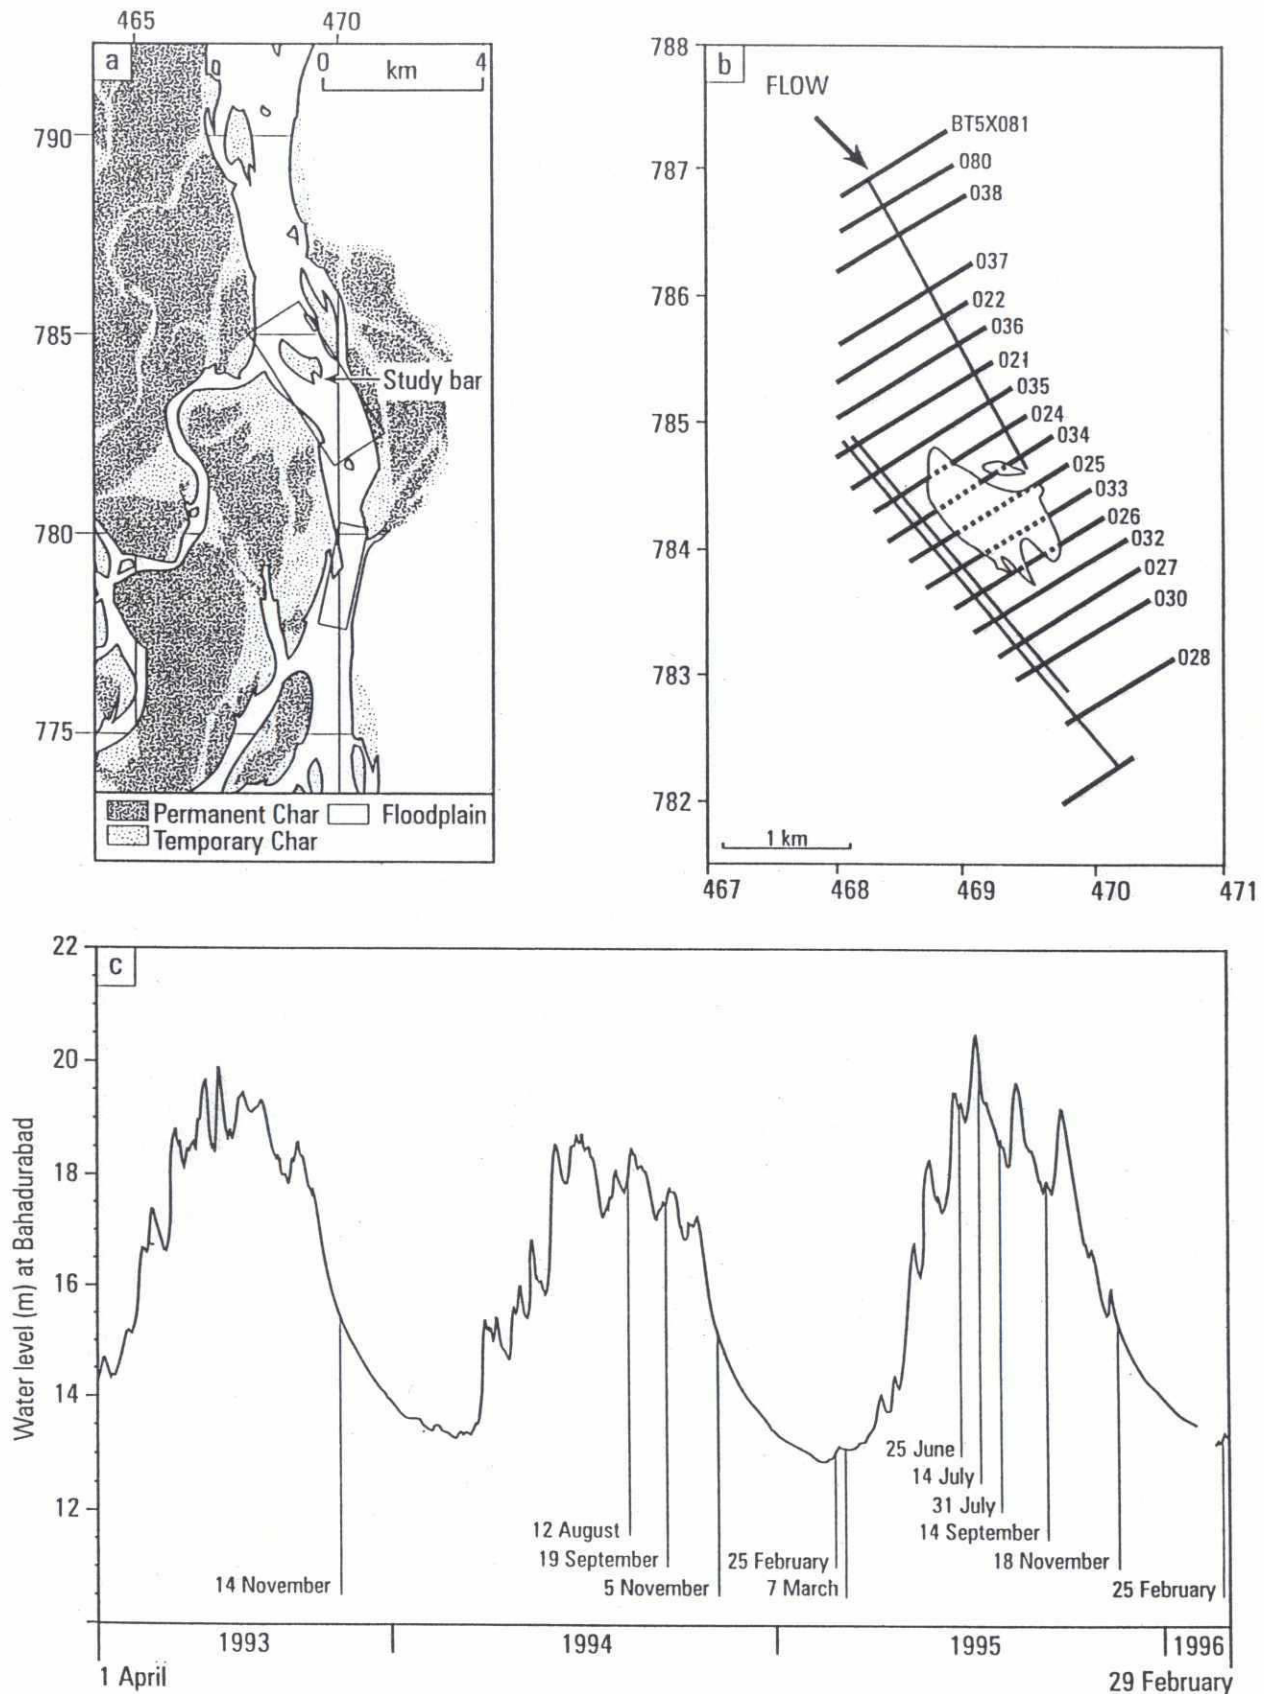 465 470
a
0 4
km
790
785
Study bar
780
775
Permanent Char Floodplain
Temporary Char
b
788
FLOW
BT5X081
787
080
038
037
786
022
036
021
785
035
024
034
025
033
784
026
032
027
030
783
028
782
1 km
467 468 469 470 471
c
22
20
18
16
14
12
Water level (m) at Bahadurabad
25 June
14 July
31 July
12 August
14 September
19 September
25 February
18 November
14 November
5 November
7 March
25 February
1993 1994 1995 1996
1 April
29 February